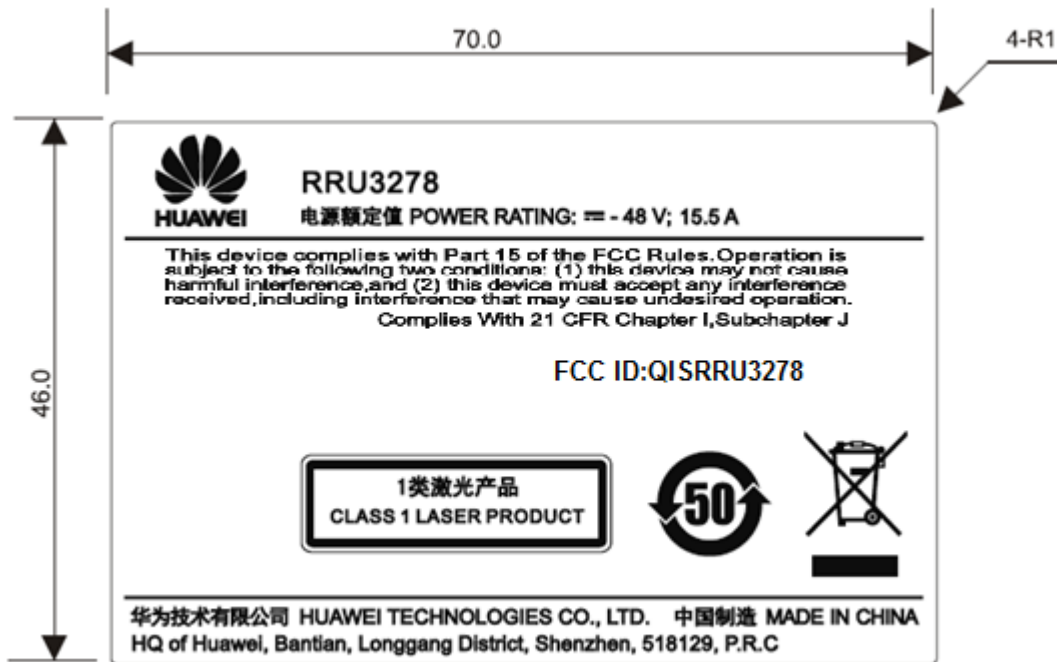 70.0
4-R1
46.0
HUAWEI
RRU3278
电源额定值 POWER RATING: ⎓ - 48 V; 15.5 A
This device complies with Part 15 of the FCC Rules.Operation is
subject to the following two conditions: (1) this device may not cause
harmful interference,and (2) this device must accept any interference
received,including interference that may cause undesired operation.
Complies With 21 CFR Chapter I,Subchapter J
FCC ID:QISRRU3278
1类激光产品
CLASS 1 LASER PRODUCT
50
华为技术有限公司 HUAWEI TECHNOLOGIES CO., LTD. 中国制造 MADE IN CHINA
HQ of Huawei, Bantian, Longgang District, Shenzhen, 518129, P.R.C